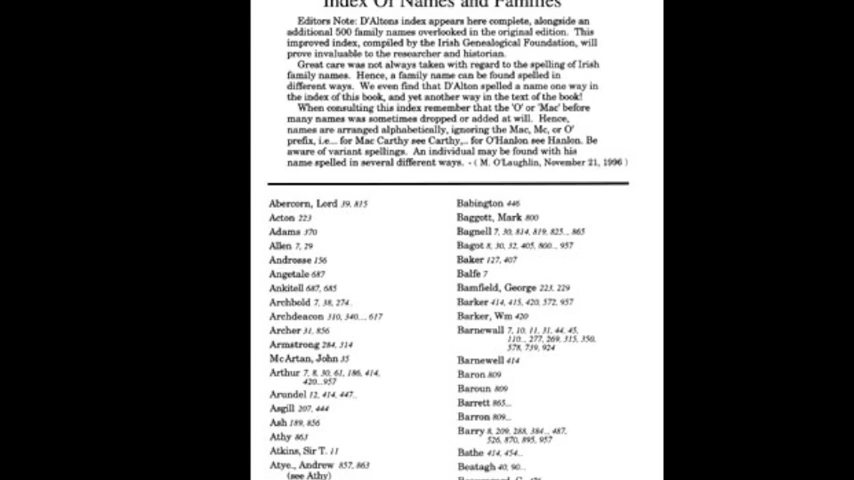 Index Of Names and Families
Editors Note: D'Altons index appears here complete, alongside an
additional 500 family names overlooked in the original edition. This
improved index, compiled by the Irish Genealogical Foundation, will
prove invaluable to the researcher and historian.
Great care was not always taken with regard to the spelling of Irish
family names. Hence, a family name can be found spelled in
different ways. We even find that D'Alton spelled a name one way in
the index of this book, and yet another way in the text of the book!
When consulting this index remember that the 'O' or 'Mac' before
many names was sometimes dropped or added at will. Hence,
names are arranged alphabetically, ignoring the Mac, Mc, or O'
prefix, i.e... for Mac Carthy see Carthy,.. for O'Hanlon see Hanlon. Be
aware of variant spellings. An individual may be found with his
name spelled in several different ways. - ( M. O'Laughlin, November 21, 1996 )
Abercorn, Lord 39, 815
Acton 223
Adams 370
Allen 7, 29
Androsse 156
Angetale 687
Ankitell 687, 685
Archbold 7, 38, 274..
Archdeacon 310, 340..., 617
Archer 31, 856
Armstrong 284, 314
McArtan, John 35
Arthur 7, 8, 30, 61, 186, 414,
420...957
Arundel 12, 414, 447..
Asgill 207, 444
Ash 189, 856
Athy 863
Atkins, Sir T. 11
Atye., Andrew 857, 863
(see Athy)
Babington 446
Baggott, Mark 800
Bagnell 7, 30, 814, 819, 825... 865
Bagot 8, 30, 32, 405, 800.., 957
Baker 127, 407
Balfe 7
Bamfield, George 223, 229
Barker 414, 415, 420, 572, 957
Barker, Wm 420
Barnewall 7, 10, 11, 31, 44, 45,
110... 277, 269, 315, 350,
578, 739, 924
Barnewell 414
Baron 809
Baroun 809
Barrett 865...
Barron 809...
Barry 8, 209, 288, 384... 487,
526, 870, 895, 957
Bathe 414, 454..
Beatagh 40, 90...